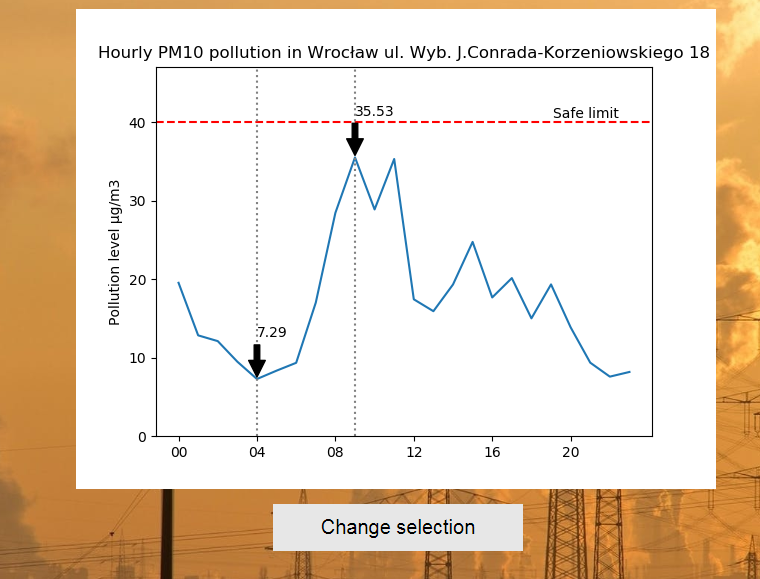 Hourly PM10 pollution in Wrocław ul. Wyb. J.Conrada-Korzeniowskiego 18
35.53
Safe limit
40
30
20
10
0
7.29
Pollution level µg/m3
00 04 08 12 16 20
Change selection